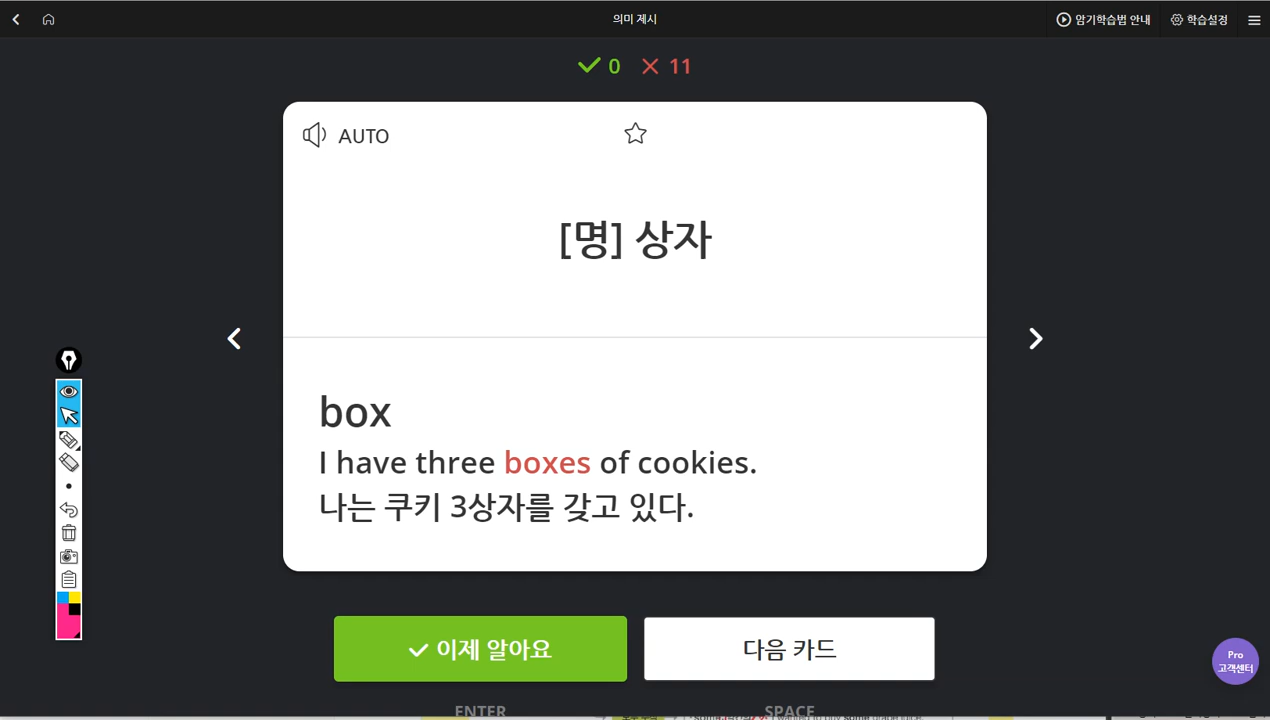 의미 제시
암기학습법 안내
학습설정
0
11
AUTO
[명] 상자
box
I have three boxes of cookies.
나는 쿠키 3상자를 갖고 있다.
이제 알아요
다음 카드
Pro
고객센터
ENTER
SPACE